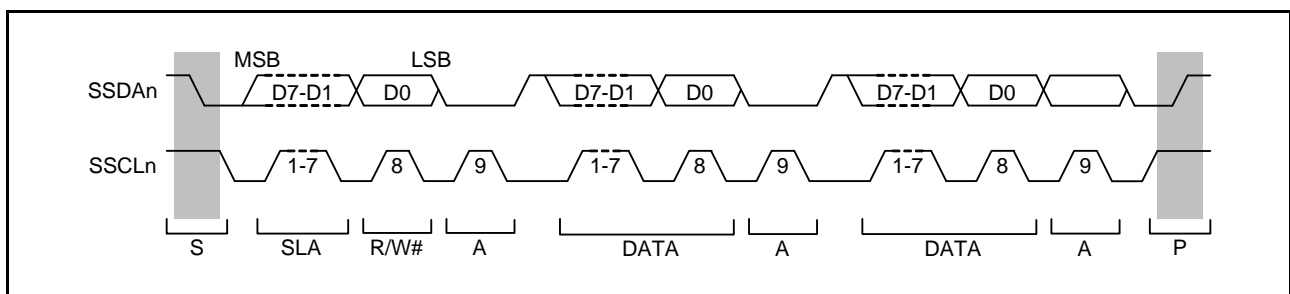 MSB LSB
SSDAn D7-D1 D0 D7-D1 D0 D7-D1 D0
SSCLn 1-7 8 9 1-7 8 9 1-7 8 9
S SLA R/W# A DATA A DATA A P